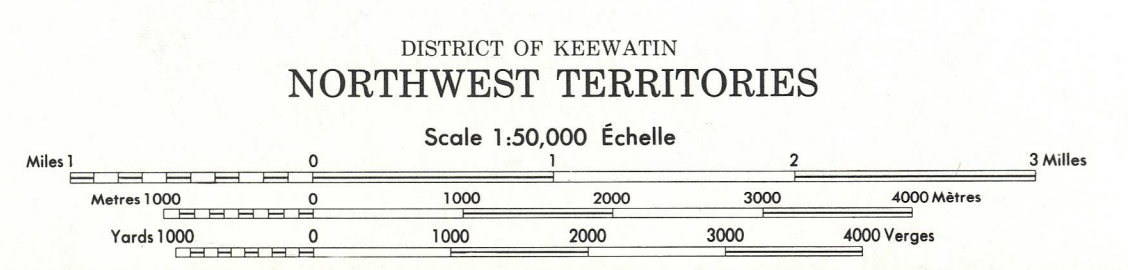 DISTRICT OF KEEWATIN
NORTHWEST TERRITORIES
Scale 1:50,000 Échelle
Miles 1 0 1 2 3 Milles
Metres 1000 0 1000 2000 3000 4000 Mètres
Yards 1000 0 1000 2000 3000 4000 Verges